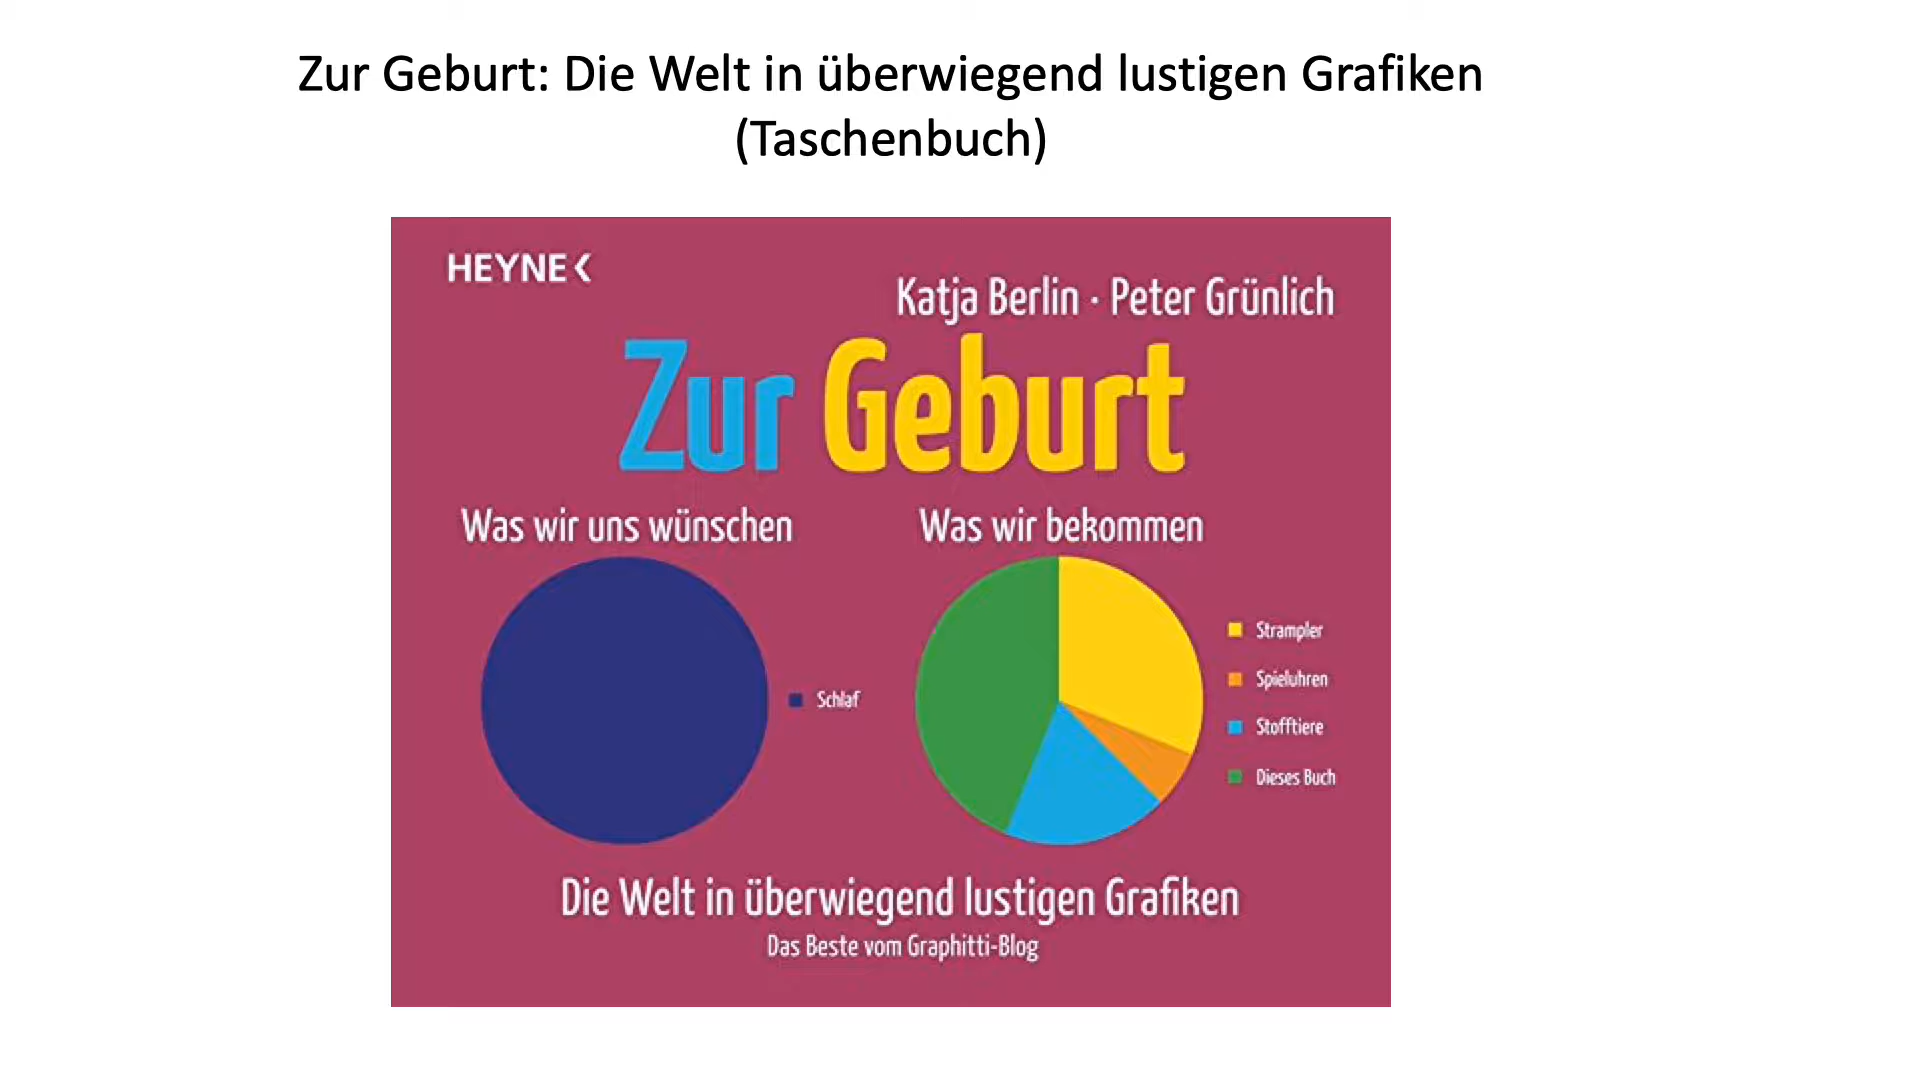 Zur Geburt: Die Welt in überwiegend lustigen Grafiken
(Taschenbuch)
HEYNE<
Katja Berlin · Peter Grünlich
Zur Geburt
Was wir uns wünschen
Schlaf
Was wir bekommen
Strampler
Spieluhren
Stofftiere
Dieses Buch
Die Welt in überwiegend lustigen Grafiken
Das Beste vom Graphitti-Blog